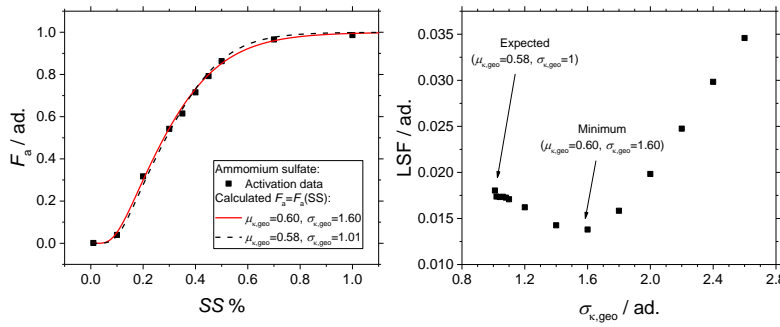 1.0
0.8
0.6
0.4
0.2
0.0
F_a / ad.
Ammomium sulfate:
Activation data
Calculated F_a=F_a(SS):
μ_κ,geo=0.60, σ_κ,geo=1.60
μ_κ,geo=0.58, σ_κ,geo=1.01
0.0 0.2 0.4 0.6 0.8 1.0
SS %
0.035
0.030
0.025
0.020
0.015
0.010
LSF / ad.
Expected
(μ_κ,geo=0.58, σ_κ,geo=1)
Minimum
(μ_κ,geo=0.60, σ_κ,geo=1.60)
0.8 1.2 1.6 2.0 2.4 2.8
σ_κ,geo / ad.